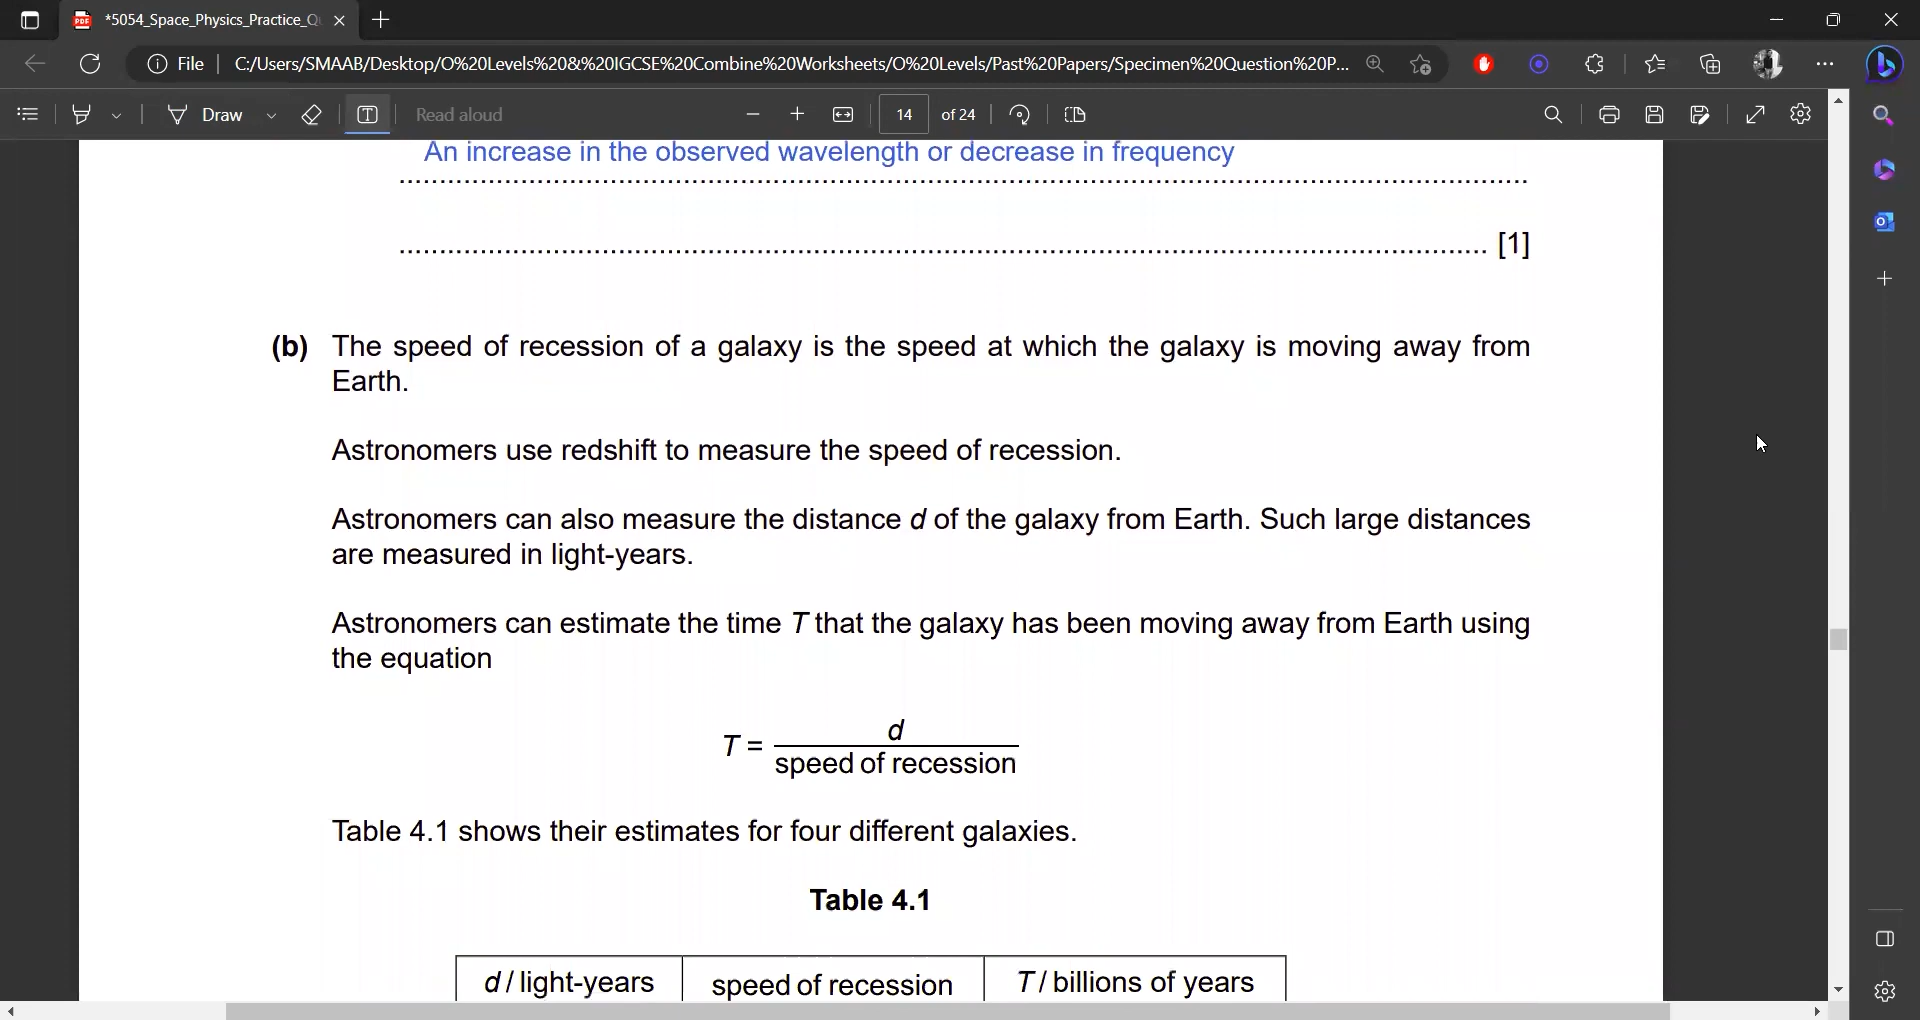 *5054_Space_Physics_Practice_Qu
File
C:/Users/SMAAB/Desktop/O%20Levels%20&%20IGCSE%20Combine%20Worksheets/O%20Levels/Past%20Papers/Specimen%20Question%20P...
Draw
Read aloud
14 of 24
An increase in the observed wavelength or decrease in frequency
[1]
(b) The speed of recession of a galaxy is the speed at which the galaxy is moving away from
Earth.
Astronomers use redshift to measure the speed of recession.
Astronomers can also measure the distance d of the galaxy from Earth. Such large distances
are measured in light-years.
Astronomers can estimate the time T that the galaxy has been moving away from Earth using
the equation
T = d
speed of recession
Table 4.1 shows their estimates for four different galaxies.
Table 4.1
d / light-years speed of recession T / billions of years